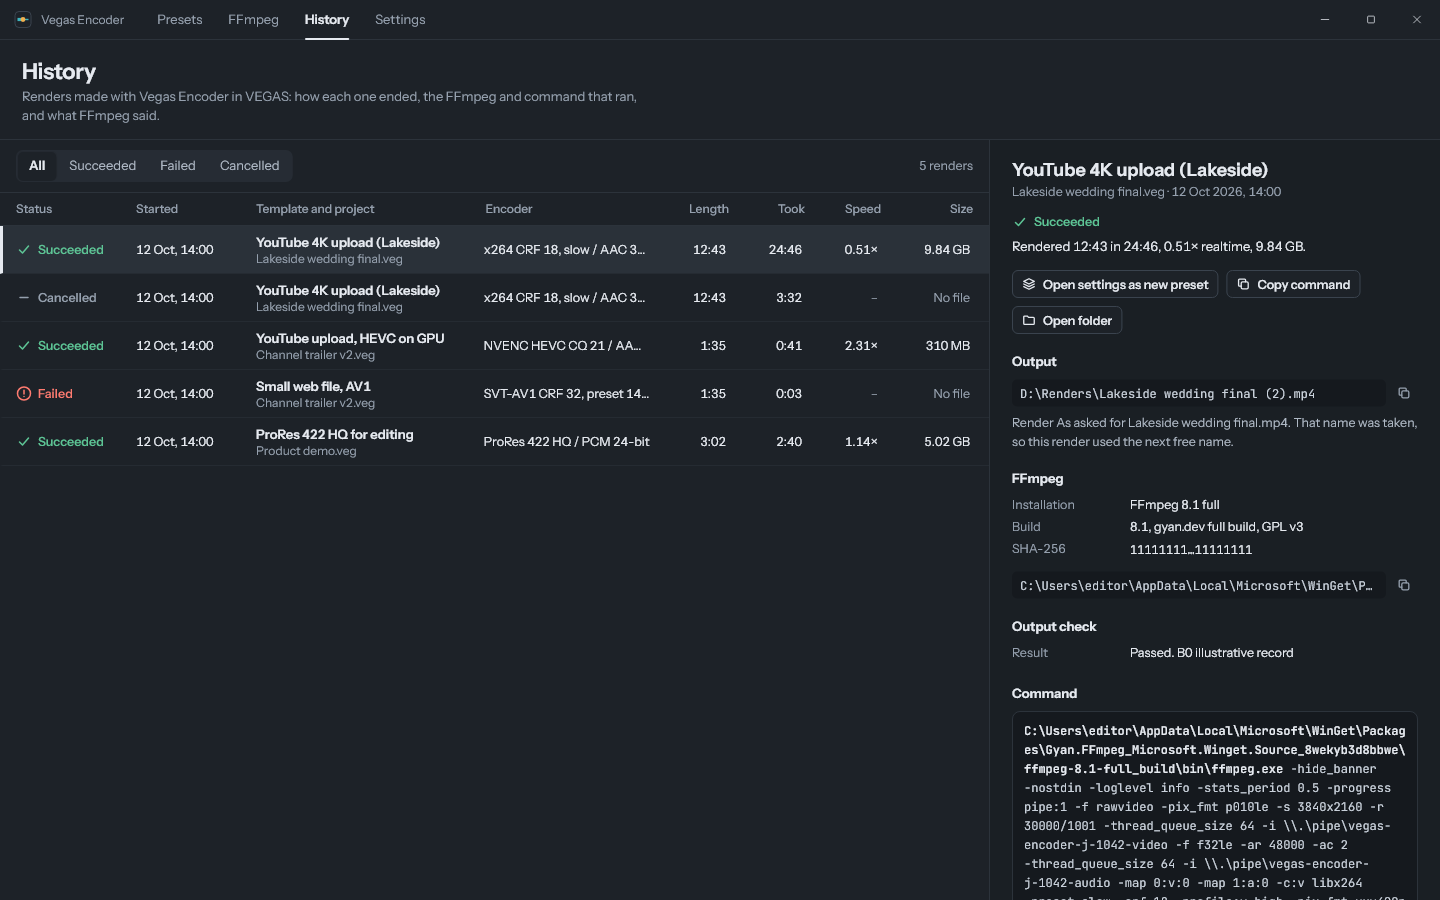 Vegas Encoder
Presets
FFmpeg
History
Settings
History
Renders made with Vegas Encoder in VEGAS: how each one ended, the FFmpeg and command that ran,
and what FFmpeg said.
All
Succeeded
Failed
Cancelled
5 renders
Status Started Template and project Encoder Length Took Speed Size
Succeeded 12 Oct, 14:00 YouTube 4K upload (Lakeside) x264 CRF 18, slow / AAC 3... 12:43 24:46 0.51× 9.84 GB
Lakeside wedding final.veg
Cancelled 12 Oct, 14:00 YouTube 4K upload (Lakeside) x264 CRF 18, slow / AAC 3... 12:43 3:32 – No file
Lakeside wedding final.veg
Succeeded 12 Oct, 14:00 YouTube upload, HEVC on GPU NVENC HEVC CQ 21 / AA... 1:35 0:41 2.31× 310 MB
Channel trailer v2.veg
Failed 12 Oct, 14:00 Small web file, AV1 SVT-AV1 CRF 32, preset 14... 1:35 0:03 – No file
Channel trailer v2.veg
Succeeded 12 Oct, 14:00 ProRes 422 HQ for editing ProRes 422 HQ / PCM 24-bit 3:02 2:40 1.14× 5.02 GB
Product demo.veg
YouTube 4K upload (Lakeside)
Lakeside wedding final.veg · 12 Oct 2026, 14:00
Succeeded
Rendered 12:43 in 24:46, 0.51× realtime, 9.84 GB.
Open settings as new preset
Copy command
Open folder
Output
D:\Renders\Lakeside wedding final (2).mp4
Render As asked for Lakeside wedding final.mp4. That name was taken,
so this render used the next free name.
FFmpeg
Installation FFmpeg 8.1 full
Build 8.1, gyan.dev full build, GPL v3
SHA-256 11111111…11111111
C:\Users\editor\AppData\Local\Microsoft\WinGet\P…
Output check
Result Passed. B0 illustrative record
Command
C:\Users\editor\AppData\Local\Microsoft\WinGet\Packag
es\Gyan.FFmpeg_Microsoft.Winget.Source_8wekyb3d8bbwe\
ffmpeg-8.1-full_build\bin\ffmpeg.exe -hide_banner
-nostdin -loglevel info -stats_period 0.5 -progress
pipe:1 -f rawvideo -pix_fmt p010le -s 3840x2160 -r
30000/1001 -thread_queue_size 64 -i \\.\pipe\vegas-
encoder-j-1042-video -f f32le -ar 48000 -ac 2
-thread_queue_size 64 -i \\.\pipe\vegas-encoder-
j-1042-audio -map 0:v:0 -map 1:a:0 -c:v libx264